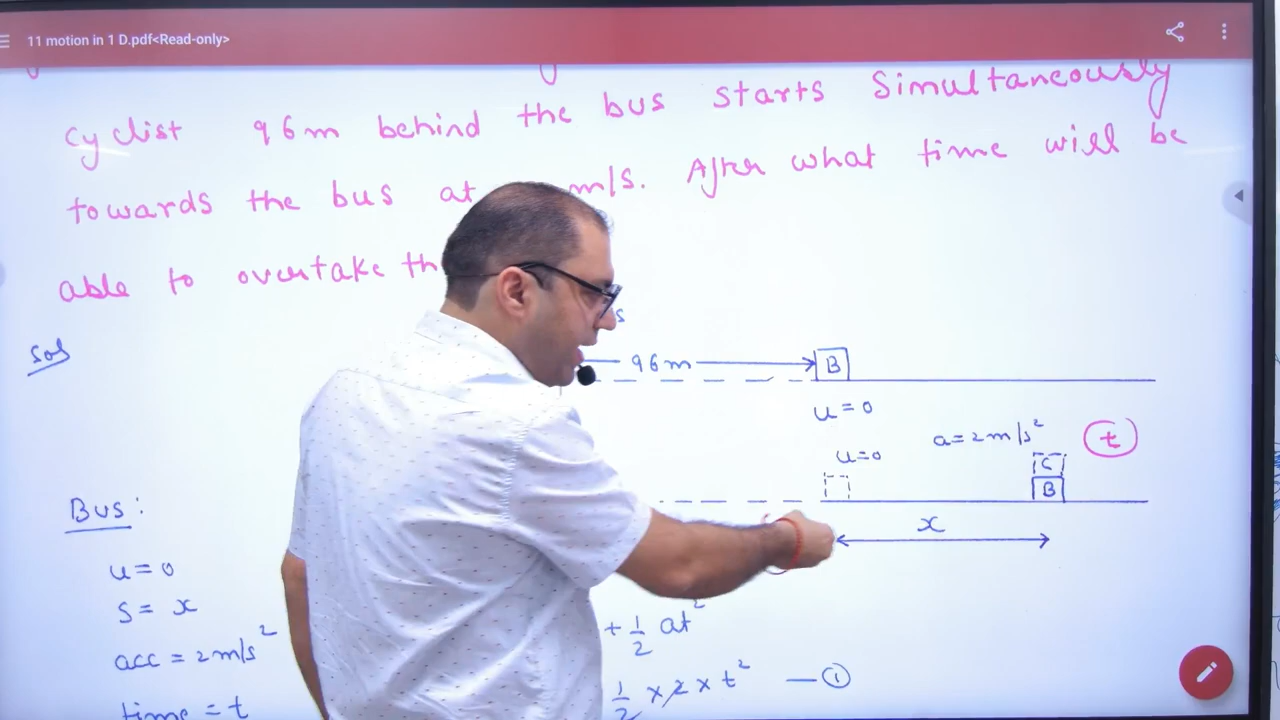 11 motion in 1 D.pdf<Read-only>
cyclist 96m behind the bus starts Simultaneously
towards the bus at m/s. After what time will be
able to overtake th
s
Sol
96m B
u = 0
a = 2m/s² t
u=0
C
B
x
Bus:
u = 0
S = x
+ 1/2 at²
acc = 2m/s²
1/2 × 2 × t² — ①
time = t